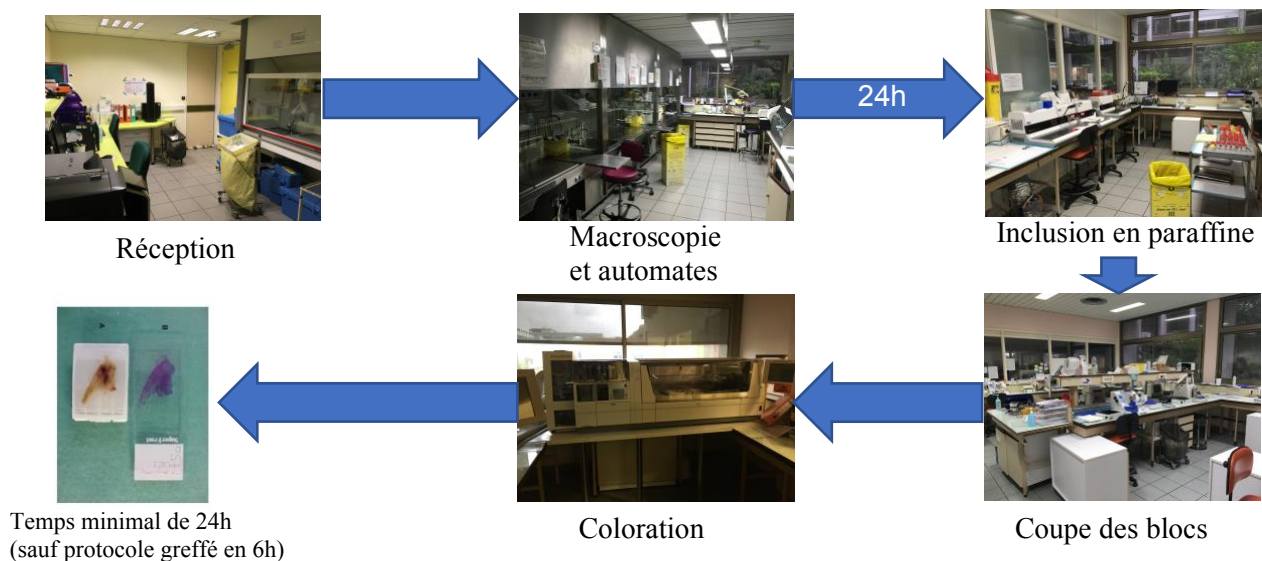 24h
Réception
Macroscopie
et automates
Inclusion en paraffine
Temps minimal de 24h
(sauf protocole greffé en 6h)
Coloration
Coupe des blocs